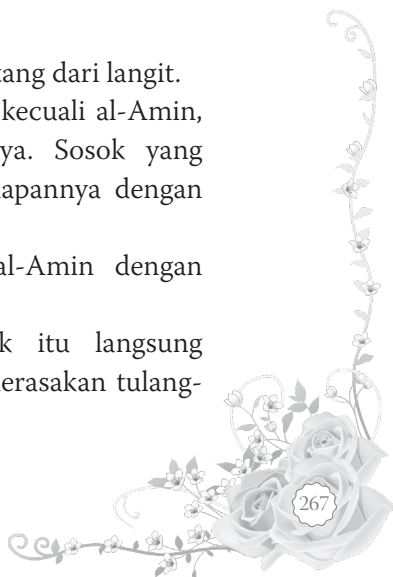 tang dari langit.
kecuali al-Amin,
ya. Sosok yang
apannya dengan
al-Amin dengan
k itu langsung
erasakan tulang-
267